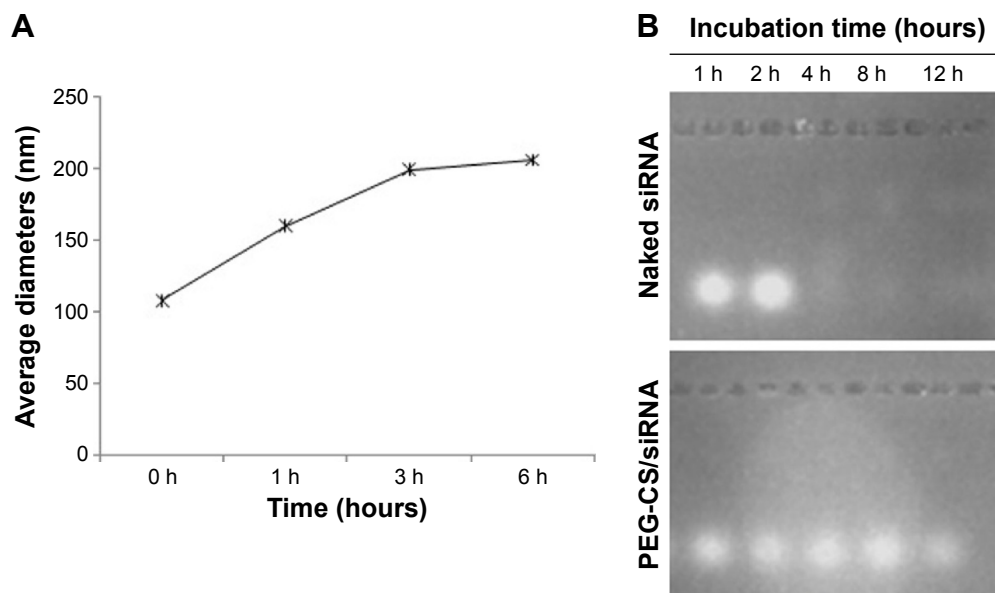 A
Average diameters (nm)
250
200
150
100
50
0
0 h 1 h 3 h 6 h
Time (hours)
B
Incubation time (hours)
1 h 2 h 4 h 8 h 12 h
Naked siRNA
PEG-CS/siRNA